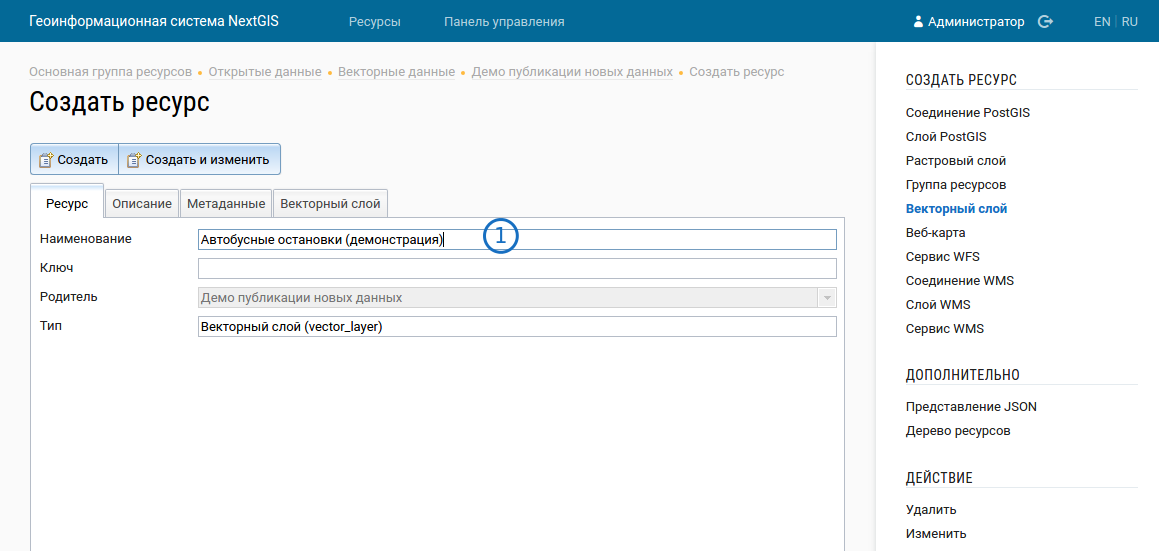 Геоинформационная система NextGIS Ресурсы Панель управления Администратор EN RU
Основная группа ресурсов • Открытые данные • Векторные данные • Демо публикации новых данных • Создать ресурс
Создать ресурс
Создать Создать и изменить
Ресурс Описание Метаданные Векторный слой
Наименование Автобусные остановки (демонстрация) 1
Ключ
Родитель Демо публикации новых данных
Тип Векторный слой (vector_layer)
СОЗДАТЬ РЕСУРС
Соединение PostGIS
Слой PostGIS
Растровый слой
Группа ресурсов
Векторный слой
Веб-карта
Сервис WFS
Соединение WMS
Слой WMS
Сервис WMS
ДОПОЛНИТЕЛЬНО
Представление JSON
Дерево ресурсов
ДЕЙСТВИЕ
Удалить
Изменить